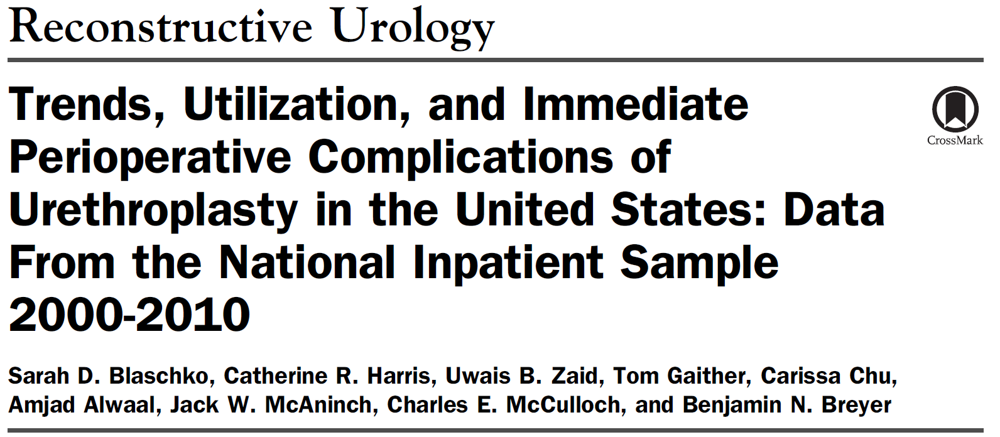 Reconstructive Urology
Trends, Utilization, and Immediate
Perioperative Complications of
Urethroplasty in the United States: Data
From the National Inpatient Sample
2000-2010
CrossMark
Sarah D. Blaschko, Catherine R. Harris, Uwais B. Zaid, Tom Gaither, Carissa Chu,
Amjad Alwaal, Jack W. McAninch, Charles E. McCulloch, and Benjamin N. Breyer